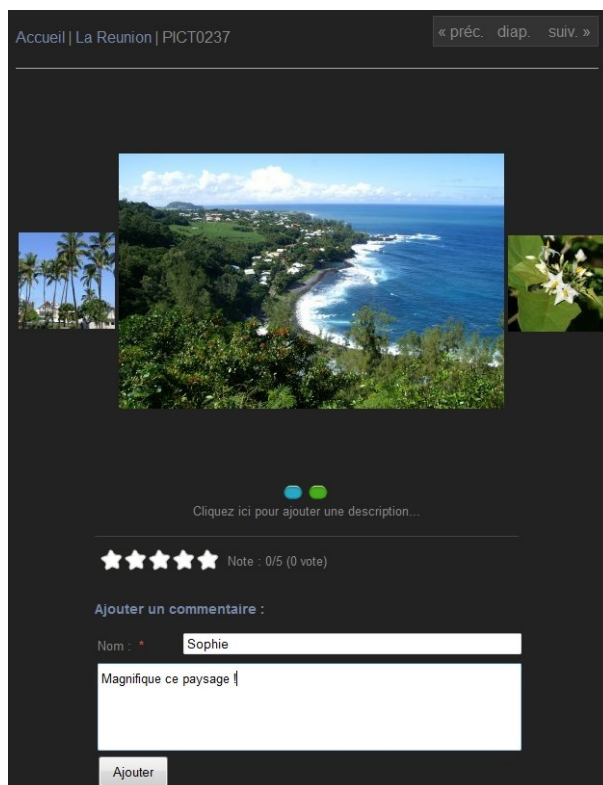 Accueil | La Reunion | PICT0237
« préc. diap. suiv. »
Cliquez ici pour ajouter une description...
Note : 0/5 (0 vote)
Ajouter un commentaire :
Nom : * Sophie
Magnifique ce paysage !
Ajouter